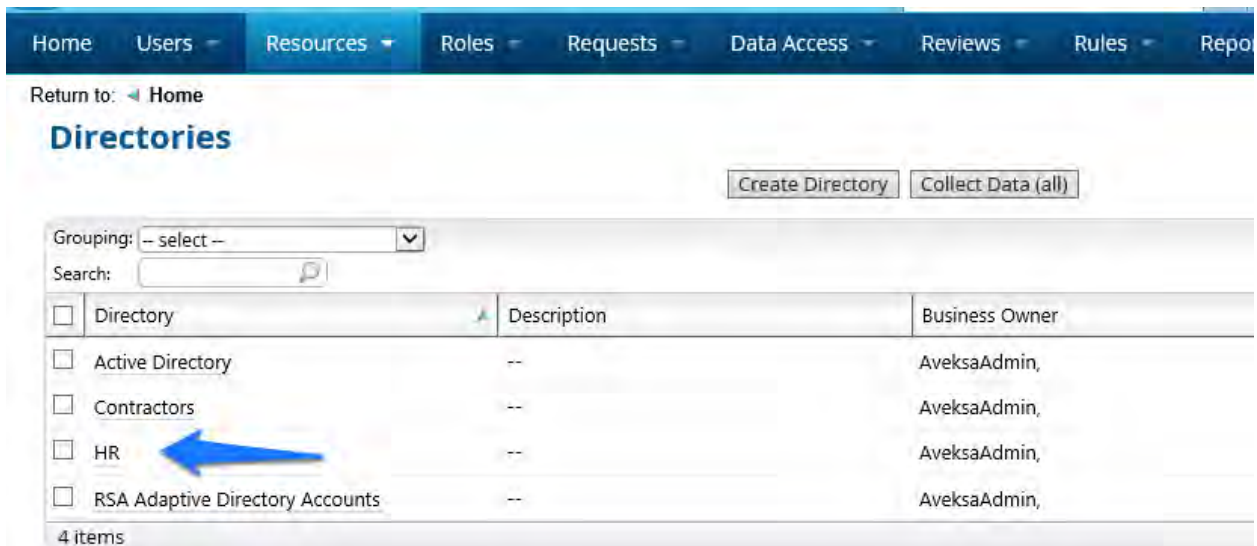 Home Users Resources Roles Requests Data Access Reviews Rules Repor
Return to: Home
Directories
Create Directory Collect Data (all)
Grouping: -- select --
Search:
Directory Description Business Owner
Active Directory -- AveksaAdmin,
Contractors -- AveksaAdmin,
HR -- AveksaAdmin,
RSA Adaptive Directory Accounts -- AveksaAdmin,
4 items